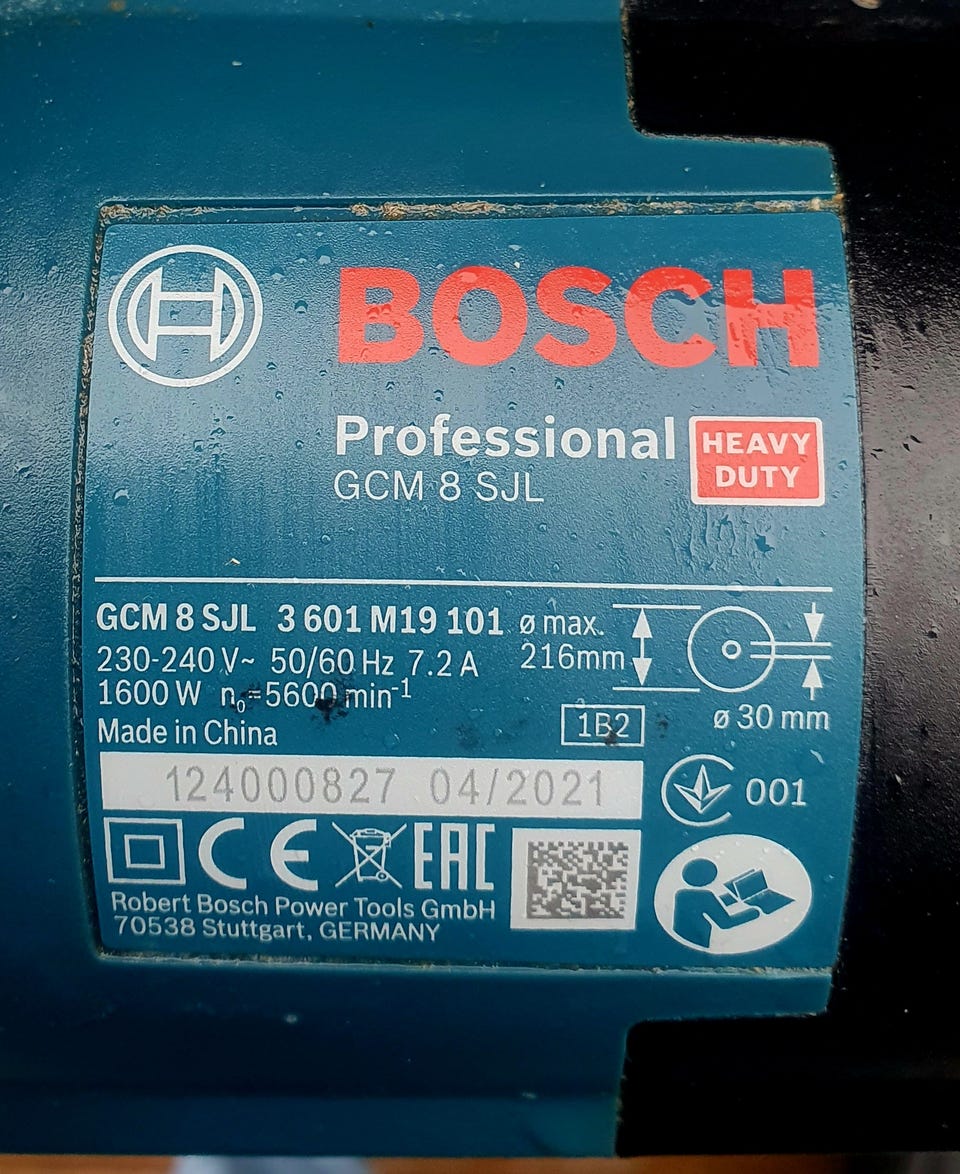 BOSCH
Professional
GCM 8 SJL
HEAVY
DUTY
GCM 8 SJL 3 601 M19 101
230-240 V~ 50/60 Hz 7.2 A
1600 W n₀=5600 min⁻¹
Made in China
ø max.
216mm
ø 30 mm
1B2
124000827 04/2021
001
CE
EAC
Robert Bosch Power Tools GmbH
70538 Stuttgart, GERMANY